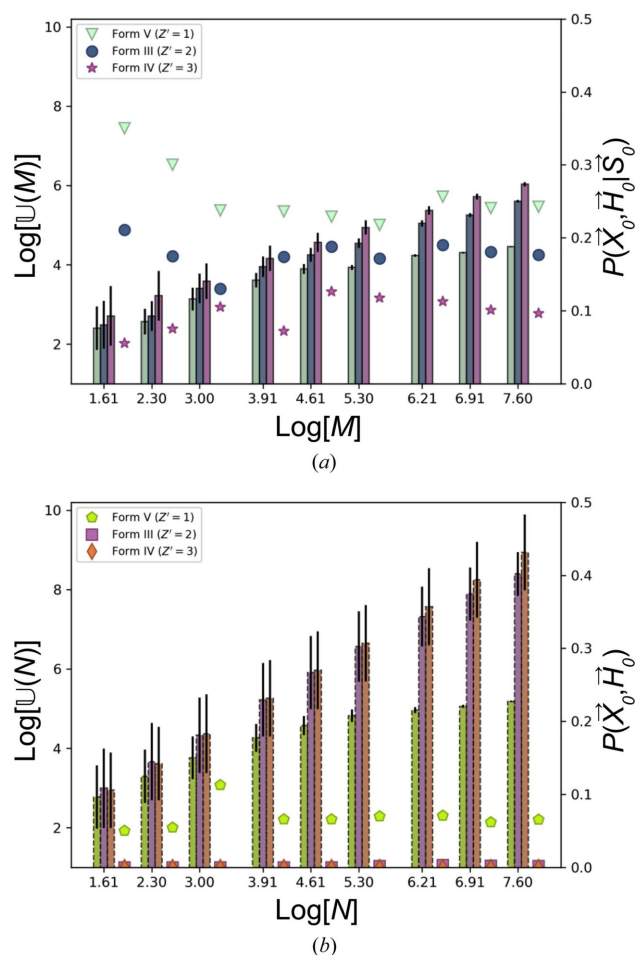 10
8
6
4
2
Log[𝕌(M)]
Form V (Z′ = 1)
Form III (Z′ = 2)
Form IV (Z′ = 3)
0.5
0.4
0.3
0.2
0.1
0.0
P(X⃗₀, H⃗₀|S⃗₀)
1.61 2.30 3.00 3.91 4.61 5.30 6.21 6.91 7.60
Log[M]
(a)
10
8
6
4
2
Log[𝕌(N)]
Form V (Z′ = 1)
Form III (Z′ = 2)
Form IV (Z′ = 3)
0.5
0.4
0.3
0.2
0.1
0.0
P(X⃗₀, H⃗₀)
1.61 2.30 3.00 3.91 4.61 5.30 6.21 6.91 7.60
Log[N]
(b)